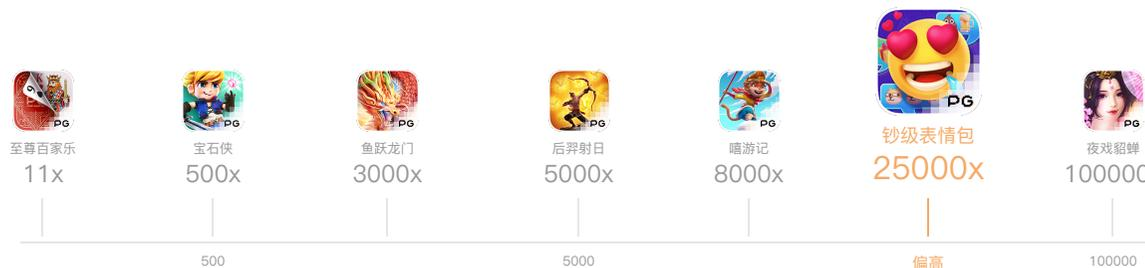 PG
PG
PG
PG
PG
PG
PG
至尊百家乐
宝石侠
鱼跃龙门
后羿射日
嘻游记
钞级表情包
夜戏貂蝉
11x
500x
3000x
5000x
8000x
25000x
100000
500
5000
偏高
100000